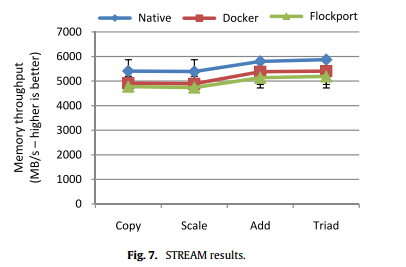 Native Docker Flockport
Memory throughput
(MB/s – higher is better)
7000
6000
5000
4000
3000
2000
1000
0
Copy Scale Add Triad
Fig. 7. STREAM results.